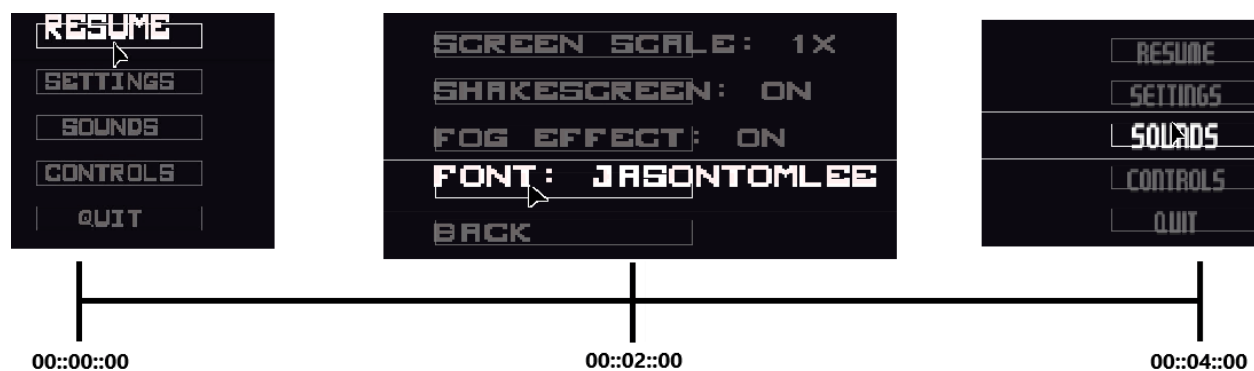 RESUME
SETTINGS
SOUNDS
CONTROLS
QUIT
SCREEN SCALE: 1X
SHAKESCREEN: ON
FOG EFFECT: ON
FONT: JASONTOMLEE
BACK
RESUME
SETTINGS
SOUNDS
CONTROLS
QUIT
00::00::00
00::02::00
00::04::00